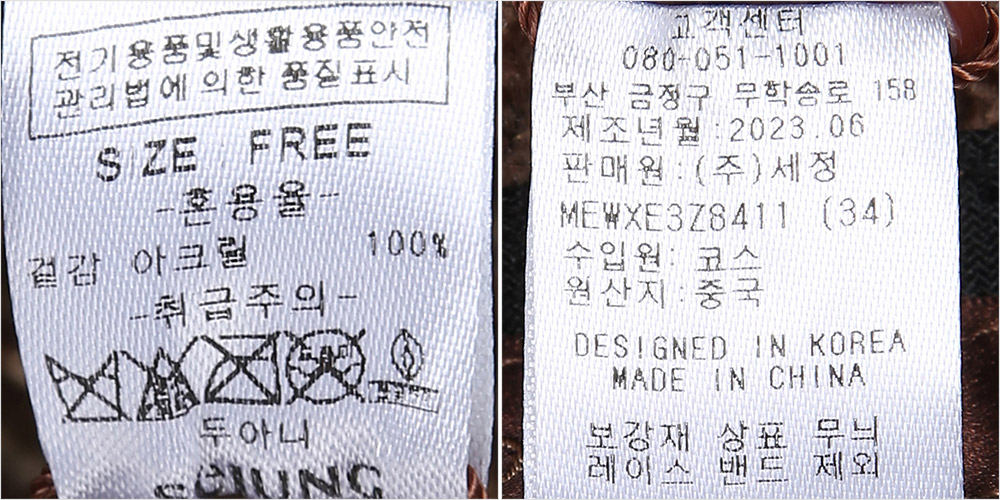 전기용품및생활용품안전
관리법에 의한 품질표시
SIZE FREE
-혼용율-
겉감 아크릴 100%
-취급주의-
두아니
고객센터
080-051-1001
부산 금정구 무학송로 158
제조년월:2023.06
판매원:(주)세정
MEWXE3Z8411 (34)
수입원: 코스
원산지:중국
DESIGNED IN KOREA
MADE IN CHINA
보강재 상표 무늬
레이스 밴드 제외